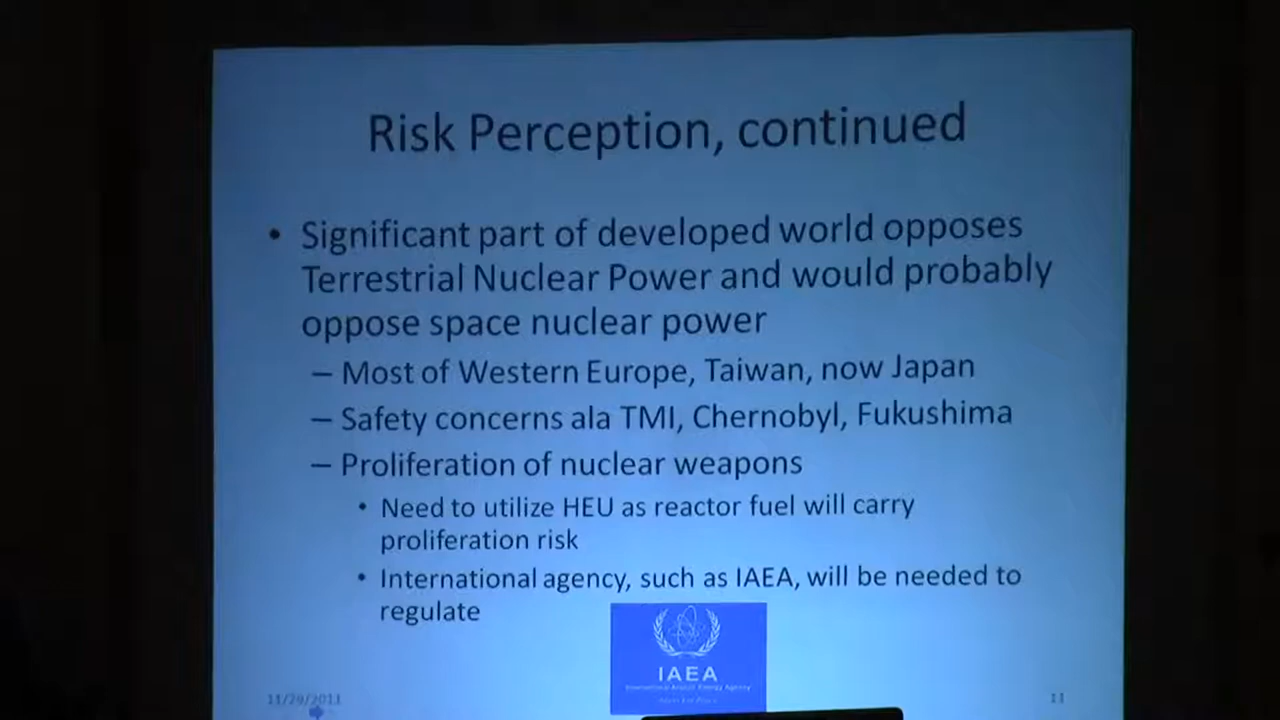 Risk Perception, continued
• Significant part of developed world opposes
Terrestrial Nuclear Power and would probably
oppose space nuclear power
– Most of Western Europe, Taiwan, now Japan
– Safety concerns ala TMI, Chernobyl, Fukushima
– Proliferation of nuclear weapons
• Need to utilize HEU as reactor fuel will carry
proliferation risk
• International agency, such as IAEA, will be needed to
regulate
IAEA
International Atomic Energy Agency
11/29/2011
11